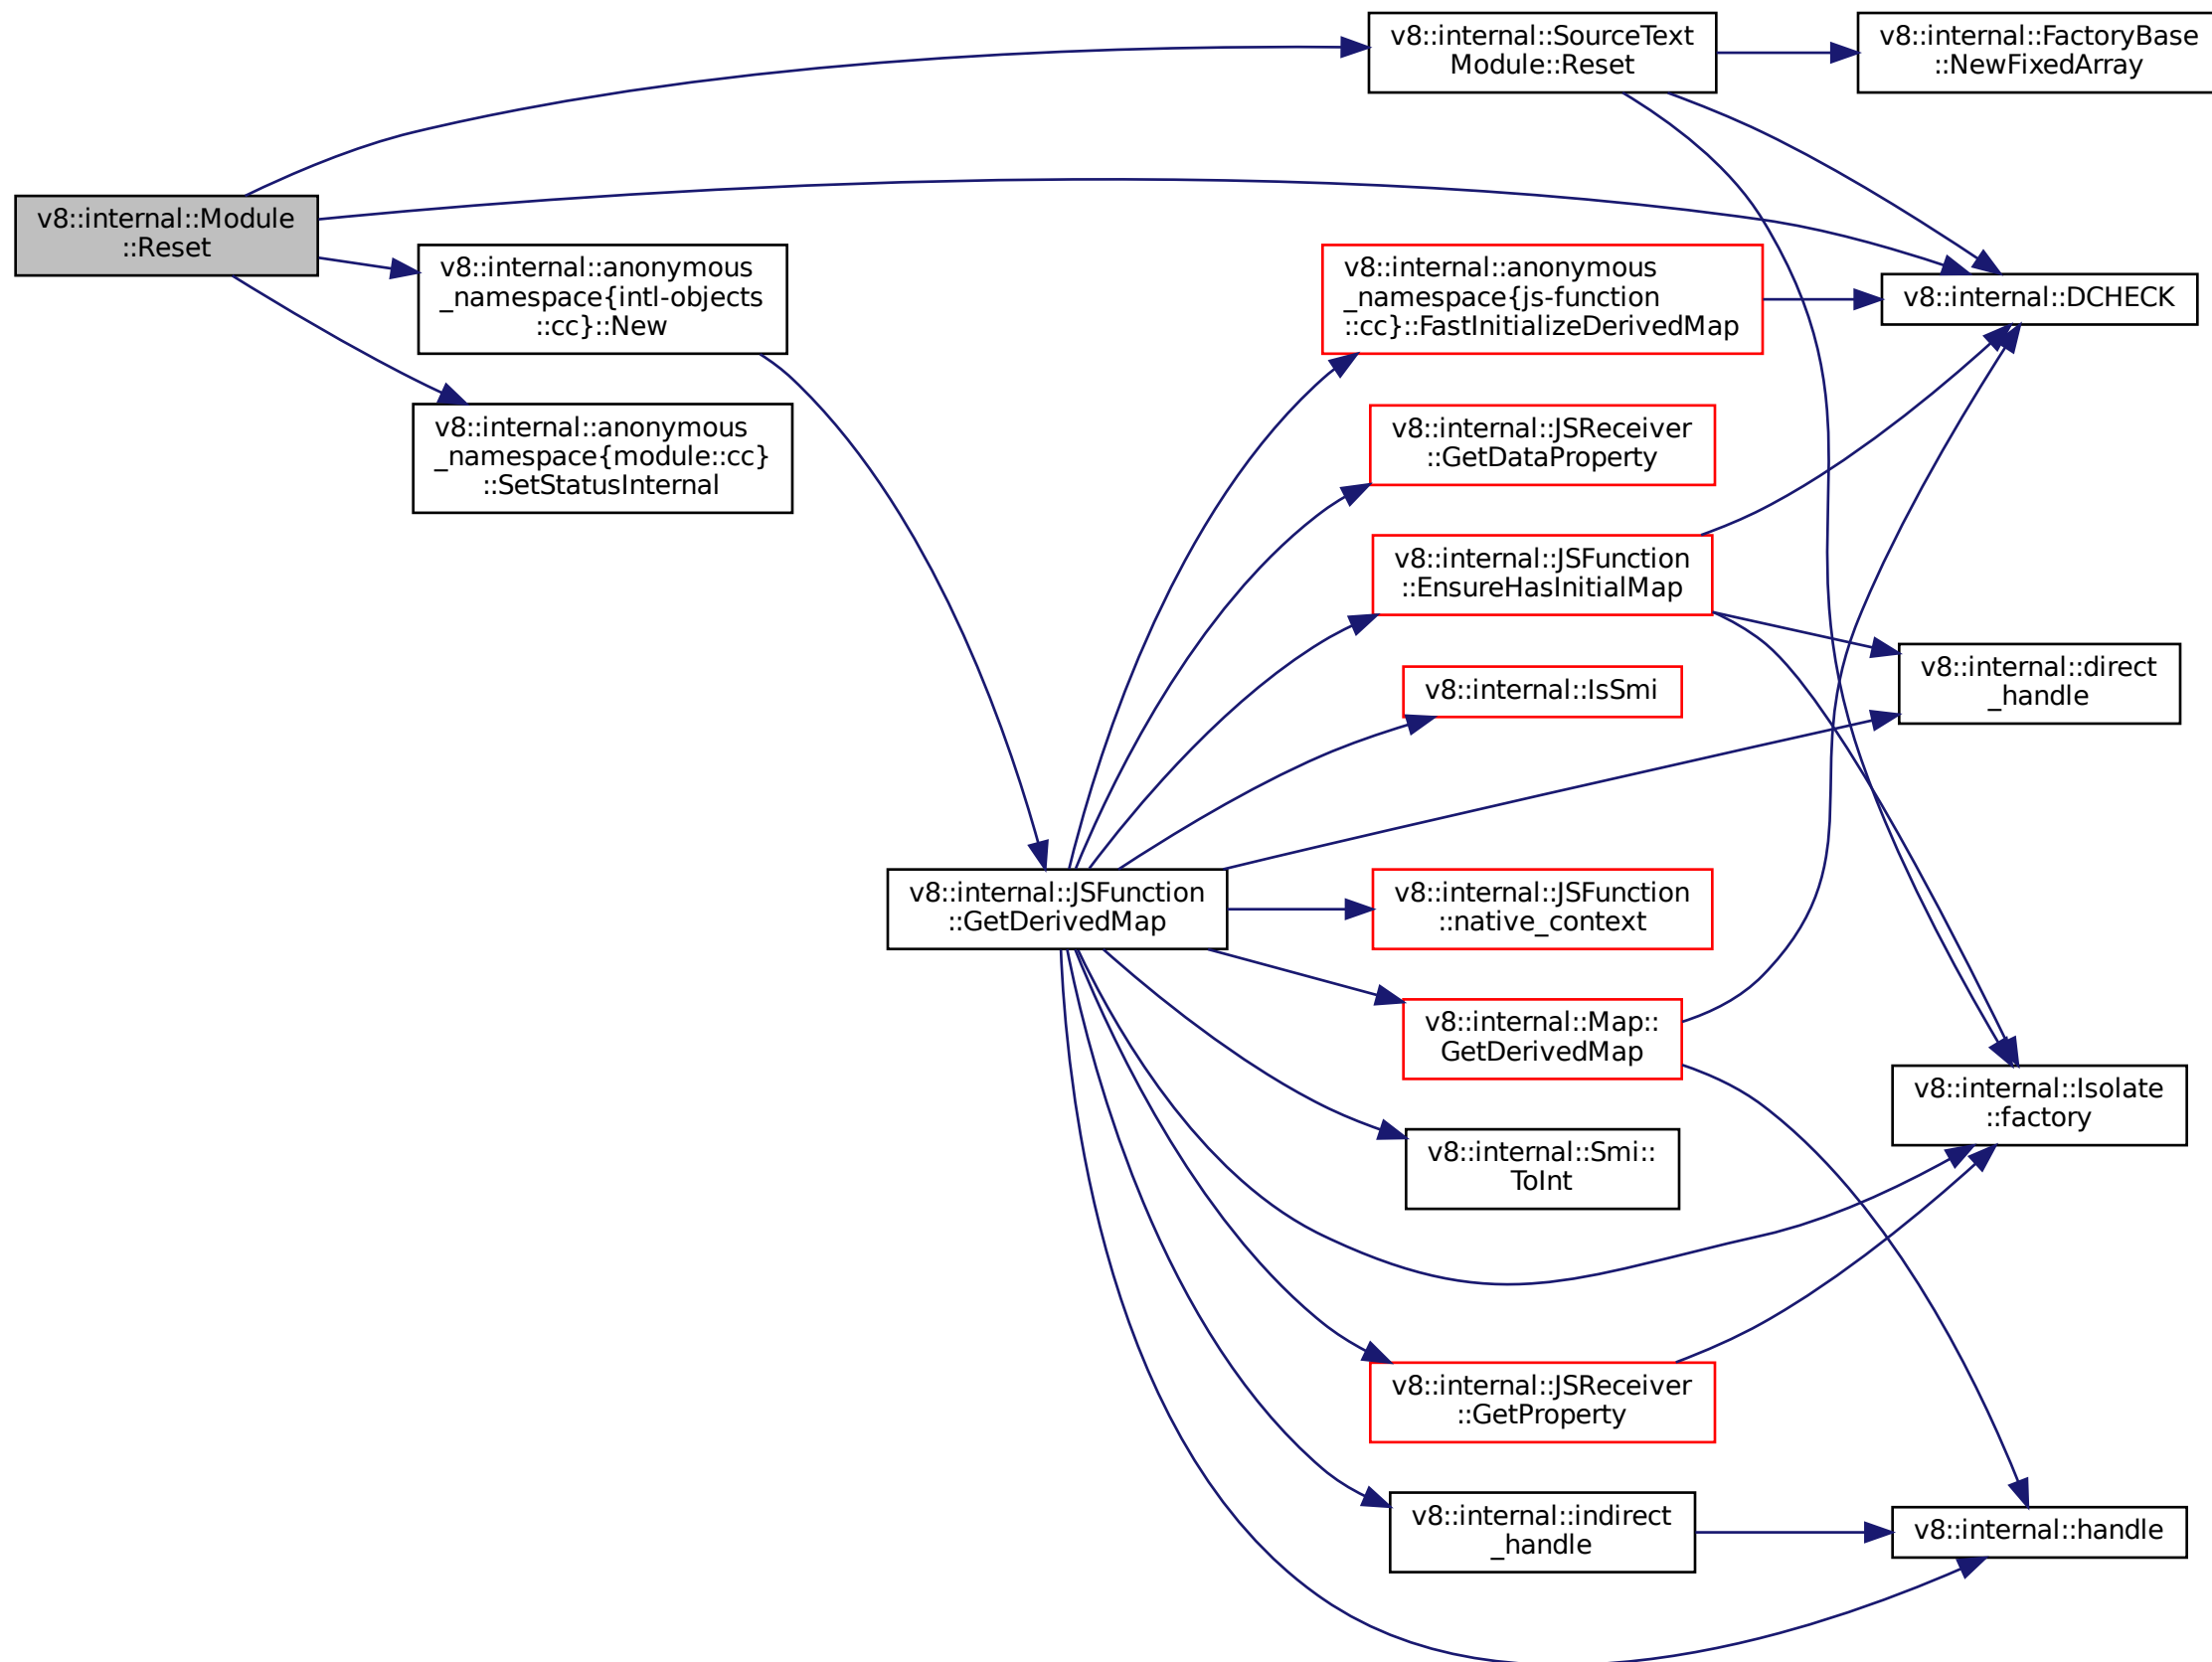 v8::internal::SourceText
Module::Reset
v8::internal::FactoryBase
::NewFixedArray
v8::internal::Module
::Reset
v8::internal::anonymous
_namespace{intl-objects
::cc}::New
v8::internal::anonymous
_namespace{js-function
::cc}::FastInitializeDerivedMap
v8::internal::DCHECK
v8::internal::anonymous
_namespace{module::cc}
::SetStatusInternal
v8::internal::JSReceiver
::GetDataProperty
v8::internal::JSFunction
::EnsureHasInitialMap
v8::internal::IsSmi
v8::internal::direct
_handle
v8::internal::JSFunction
::GetDerivedMap
v8::internal::JSFunction
::native_context
v8::internal::Map::
GetDerivedMap
v8::internal::Isolate
::factory
v8::internal::Smi::
ToInt
v8::internal::JSReceiver
::GetProperty
v8::internal::indirect
_handle
v8::internal::handle